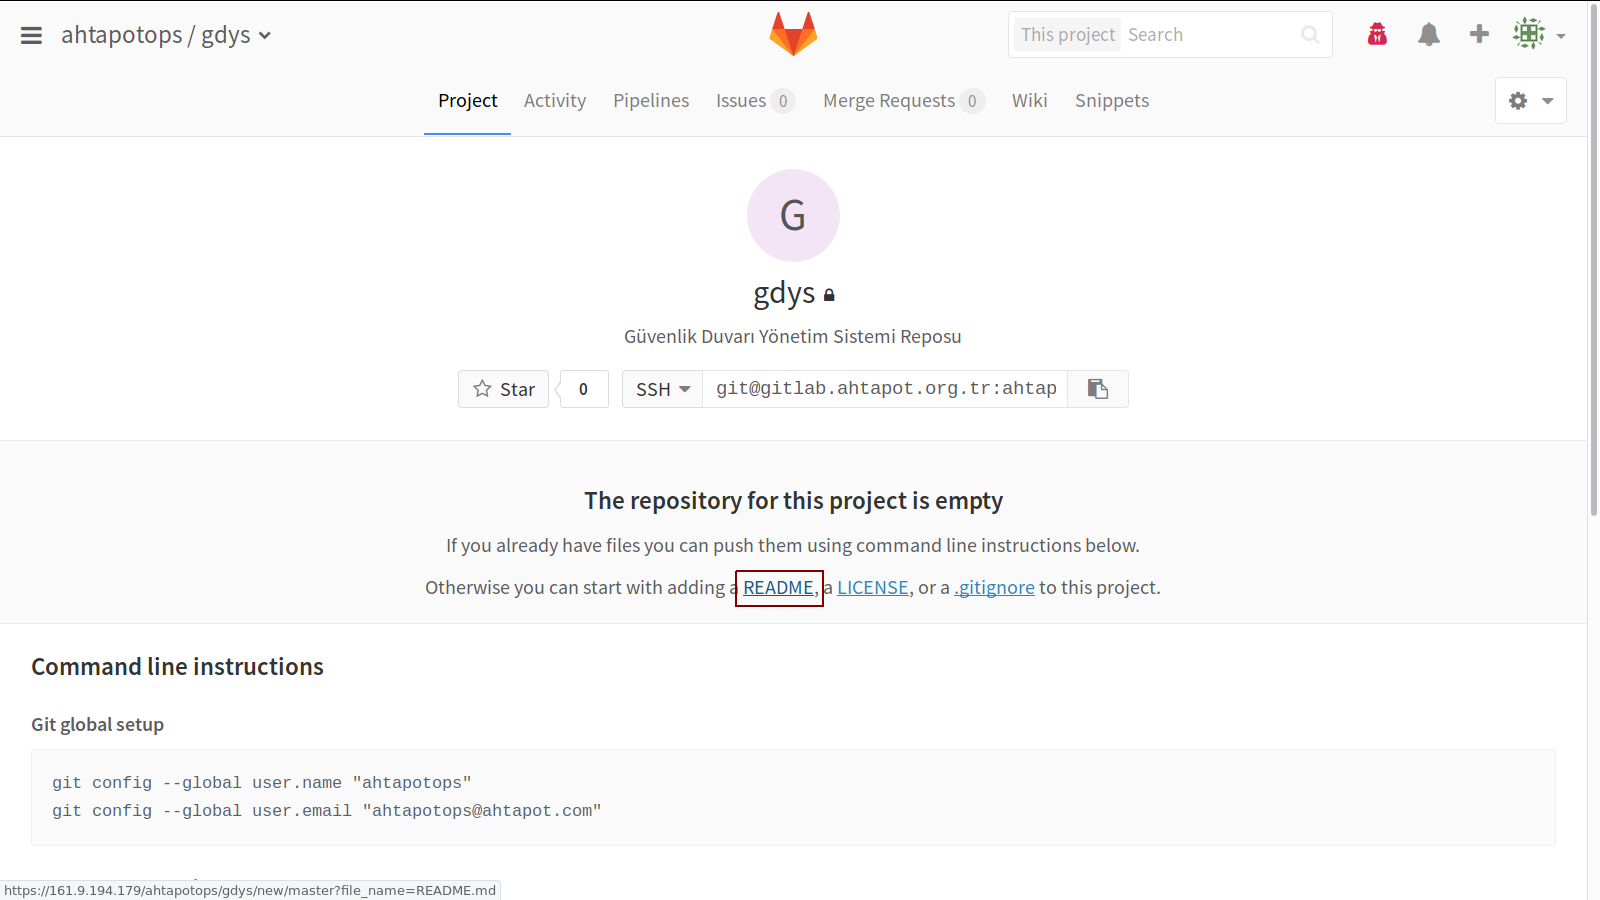 ahtapotops / gdys
This project Search
Project Activity Pipelines Issues 0 Merge Requests 0 Wiki Snippets
G
gdys
Güvenlik Duvarı Yönetim Sistemi Reposu
Star 0 SSH git@gitlab.ahtapot.org.tr:ahtap
The repository for this project is empty
If you already have files you can push them using command line instructions below.
Otherwise you can start with adding a README, a LICENSE, or a .gitignore to this project.
Command line instructions
Git global setup
git config --global user.name "ahtapotops"
git config --global user.email "ahtapotops@ahtapot.com"
https://161.9.194.179/ahtapotops/gdys/new/master?file_name=README.md